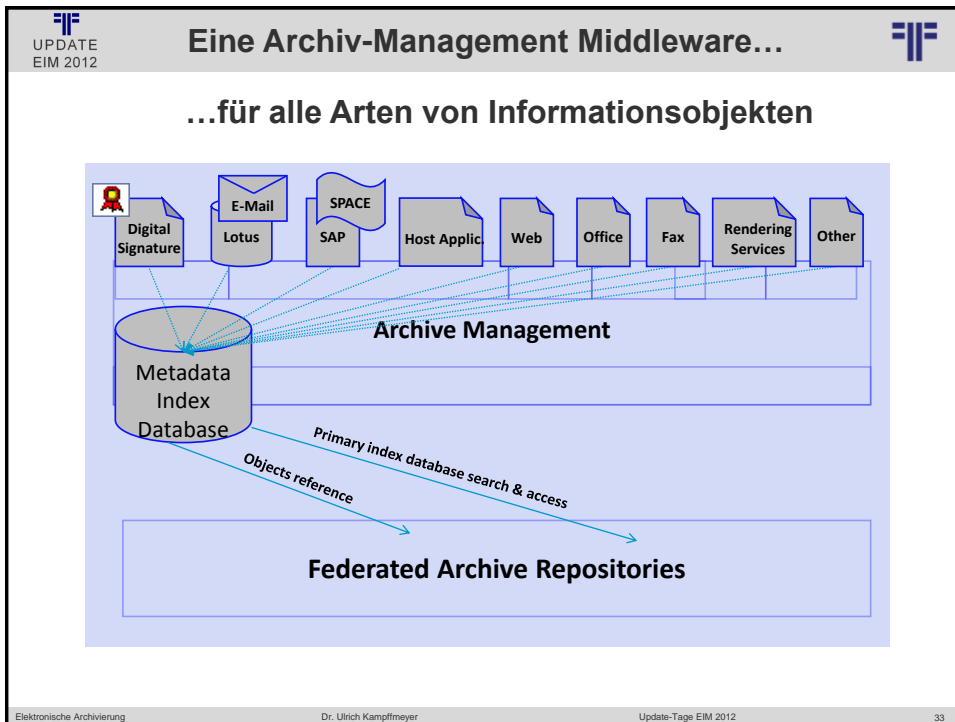 UPDATE
EIM 2012
Eine Archiv-Management Middleware…
…für alle Arten von Informationsobjekten
Digital
Signature
E-Mail
Lotus
SPACE
SAP
Host Applic.
Web
Office
Fax
Rendering
Services
Other
Archive Management
Metadata
Index
Database
Primary index database search & access
Objects reference
Federated Archive Repositories
Elektronische Archivierung
Dr. Ulrich Kampffmeyer
Update-Tage EIM 2012
33